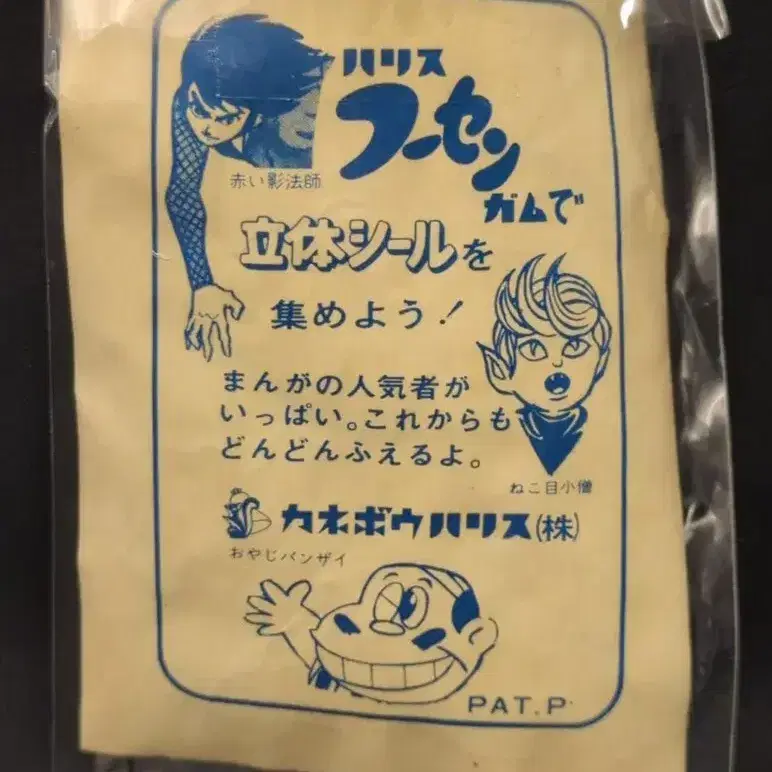 ハリス
フーセン
ガムで
赤い影法師
立体シールを
集めよう!
まんがの人気者が
いっぱい。これからも
どんどんふえるよ。
ねこ目小僧
カネボウハリス(株)
おやじバンザイ
PAT.P